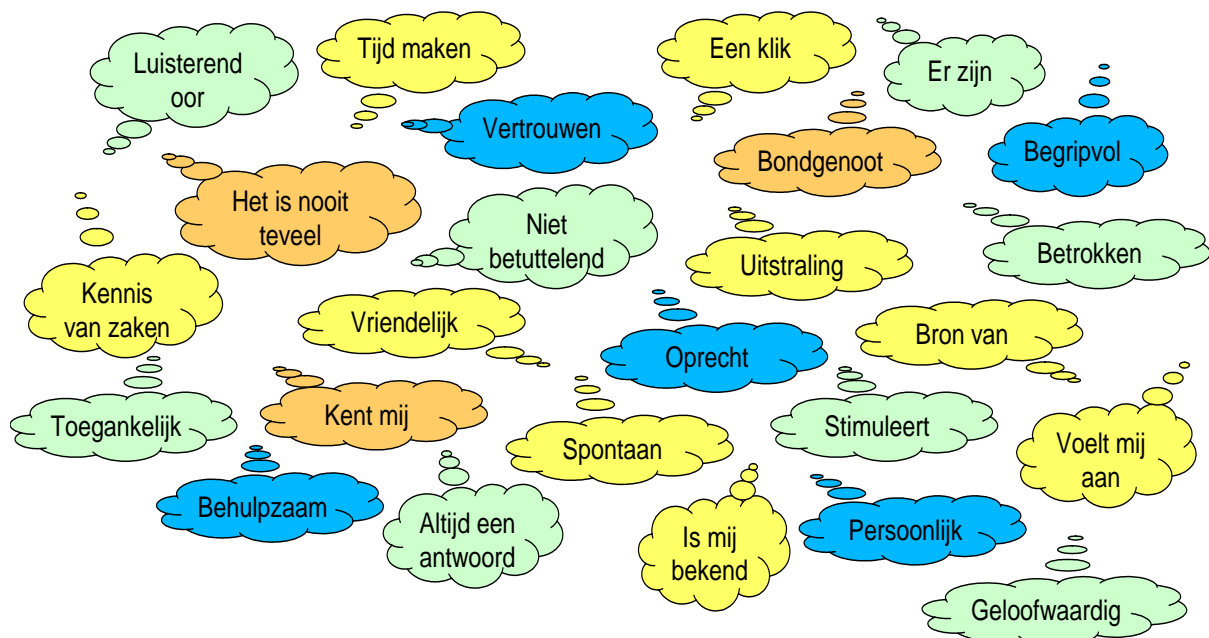 Luisterend
oor
Tijd maken
Een klik
Er zijn
Vertrouwen
Bondgenoot
Begripvol
Het is nooit
teveel
Niet
betuttelend
Uitstraling
Betrokken
Kennis
van zaken
Vriendelijk
Oprecht
Bron van
Toegankelijk
Kent mij
Spontaan
Stimuleert
Voelt mij
aan
Behulpzaam
Altijd een
antwoord
Is mij
bekend
Persoonlijk
Geloofwaardig